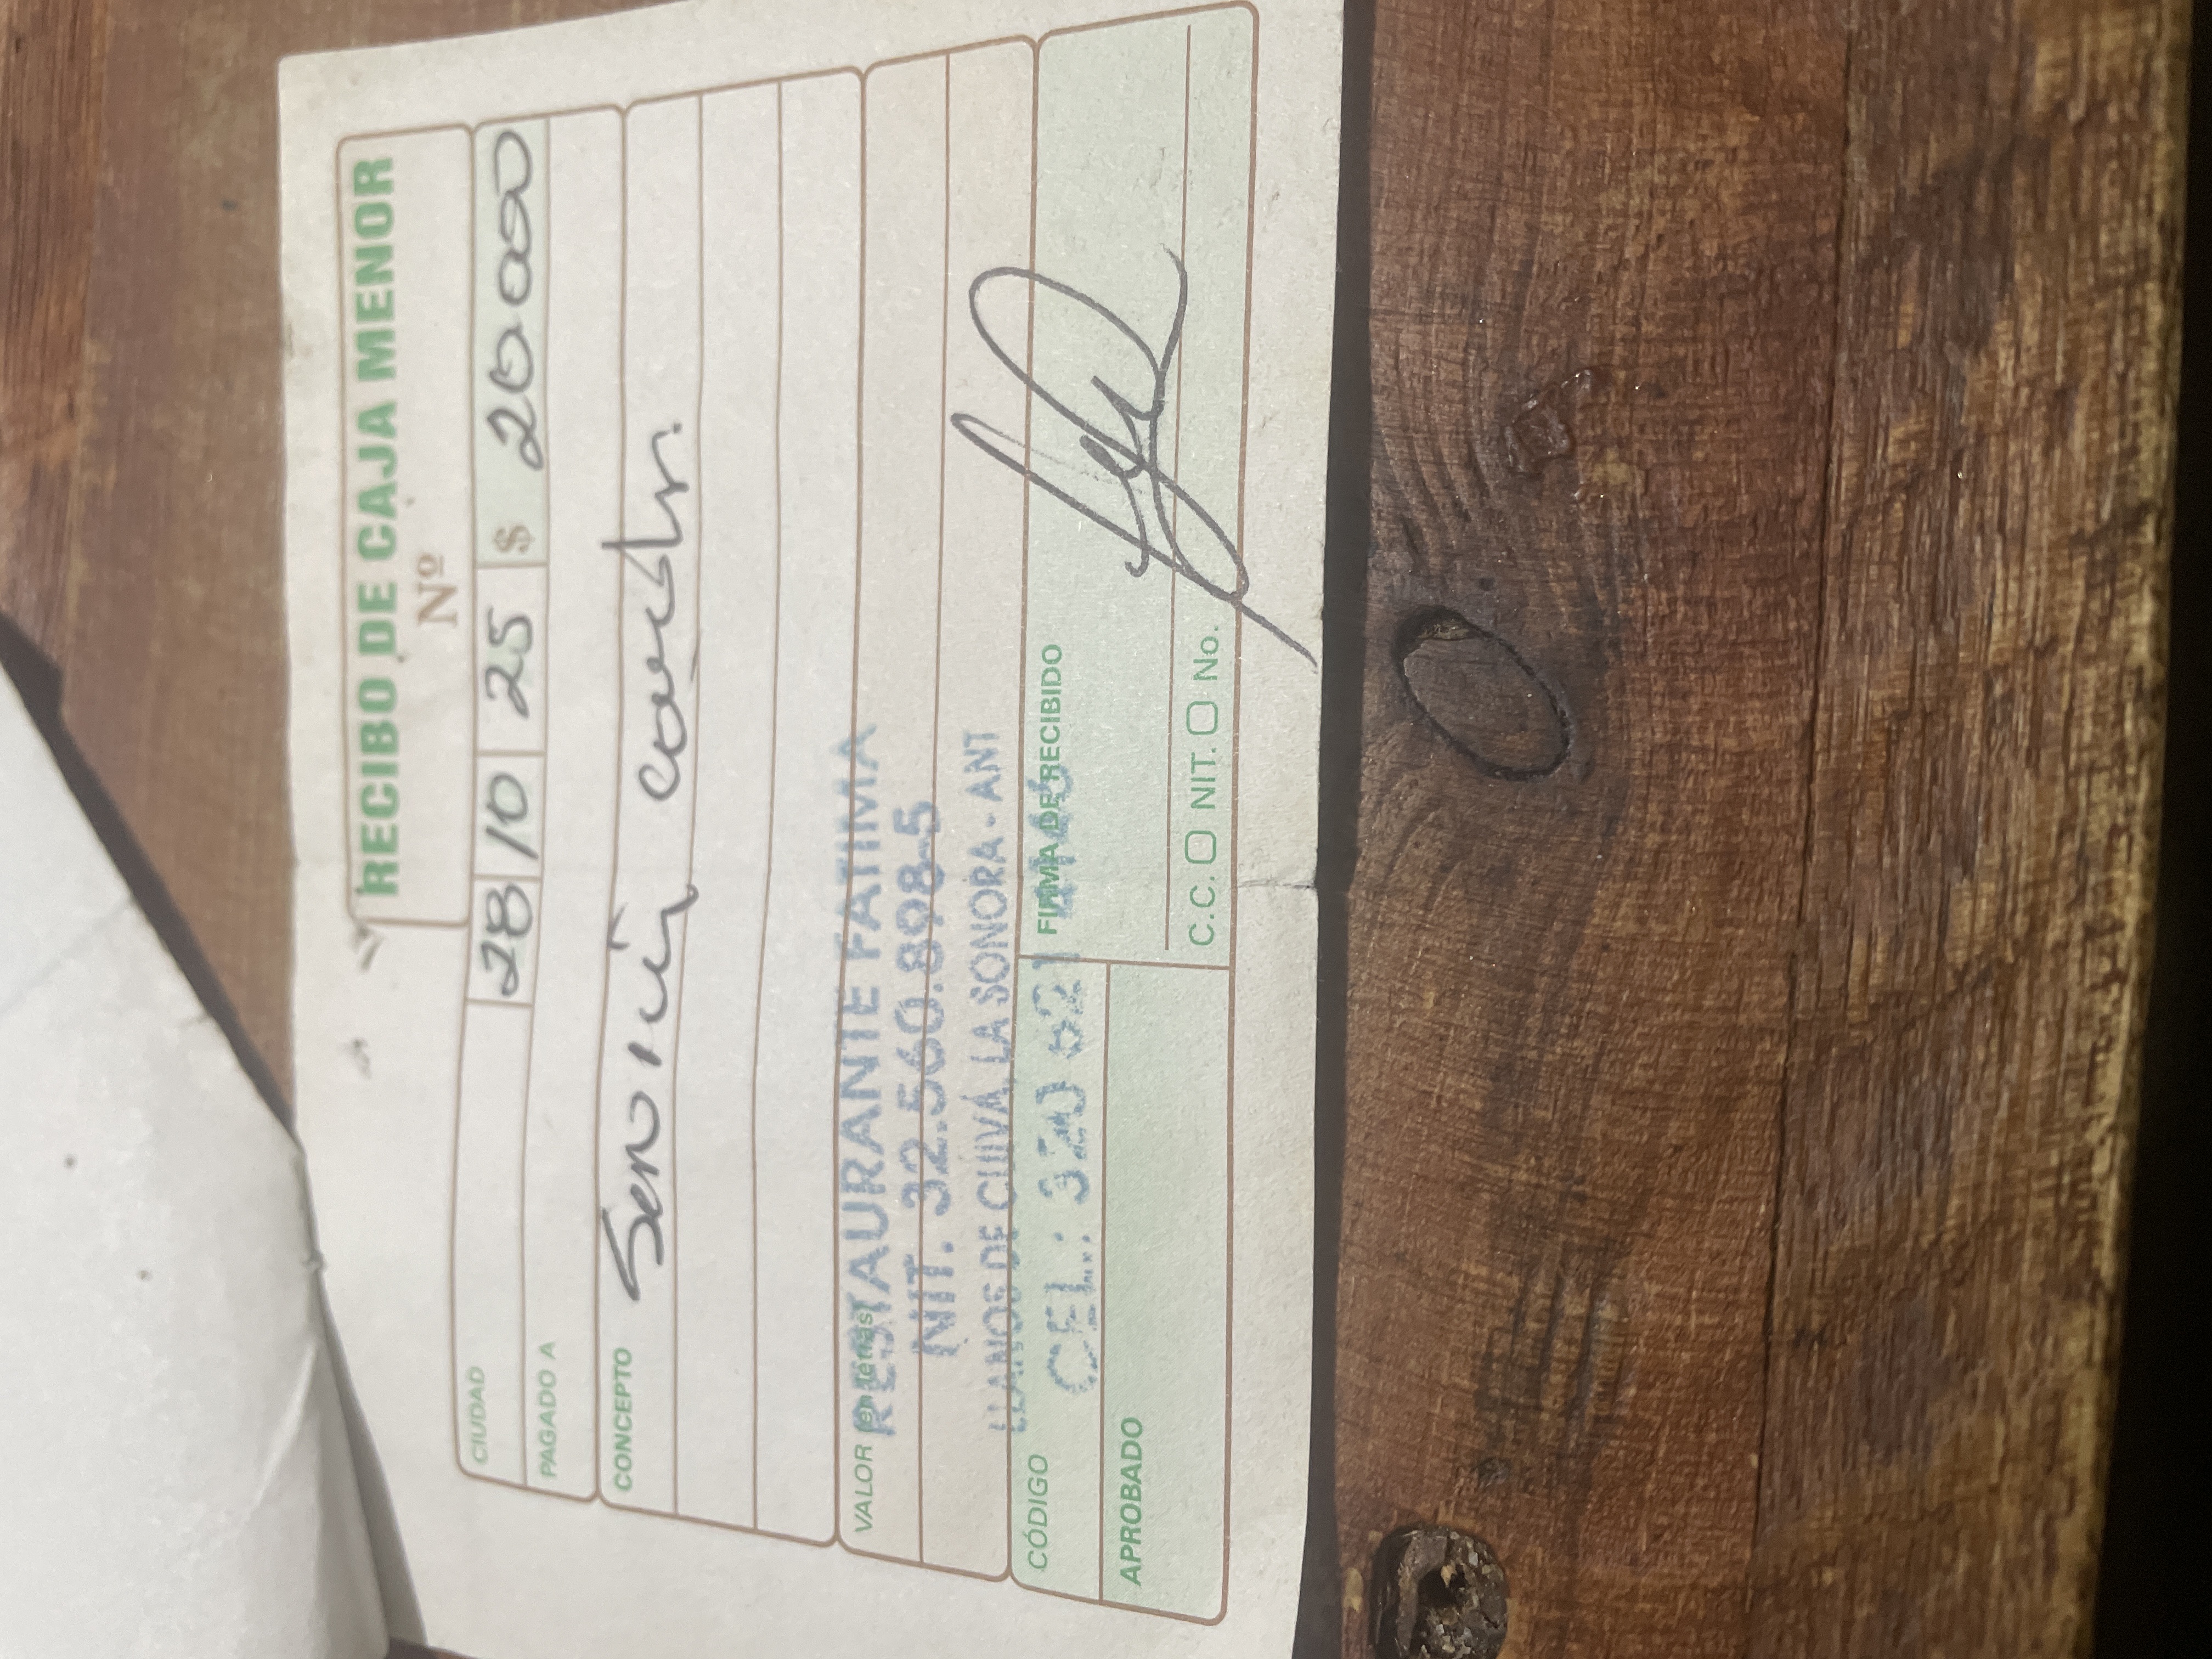 RECIBO DE CAJA MENOR
Nº
CIUDAD 28 10 25 $ 20000
PAGADO A
CONCEPTO Servicio
VALOR (en letras)
RESTAURANTE FATIMA
NIT. 32.560.898-5
LLANOS DE CUIVÁ, LA SONORA - ANT
CÓDIGO
CEL.: 320 621
FIRMA DE RECIBIDO
APROBADO
C.C. NIT. No.